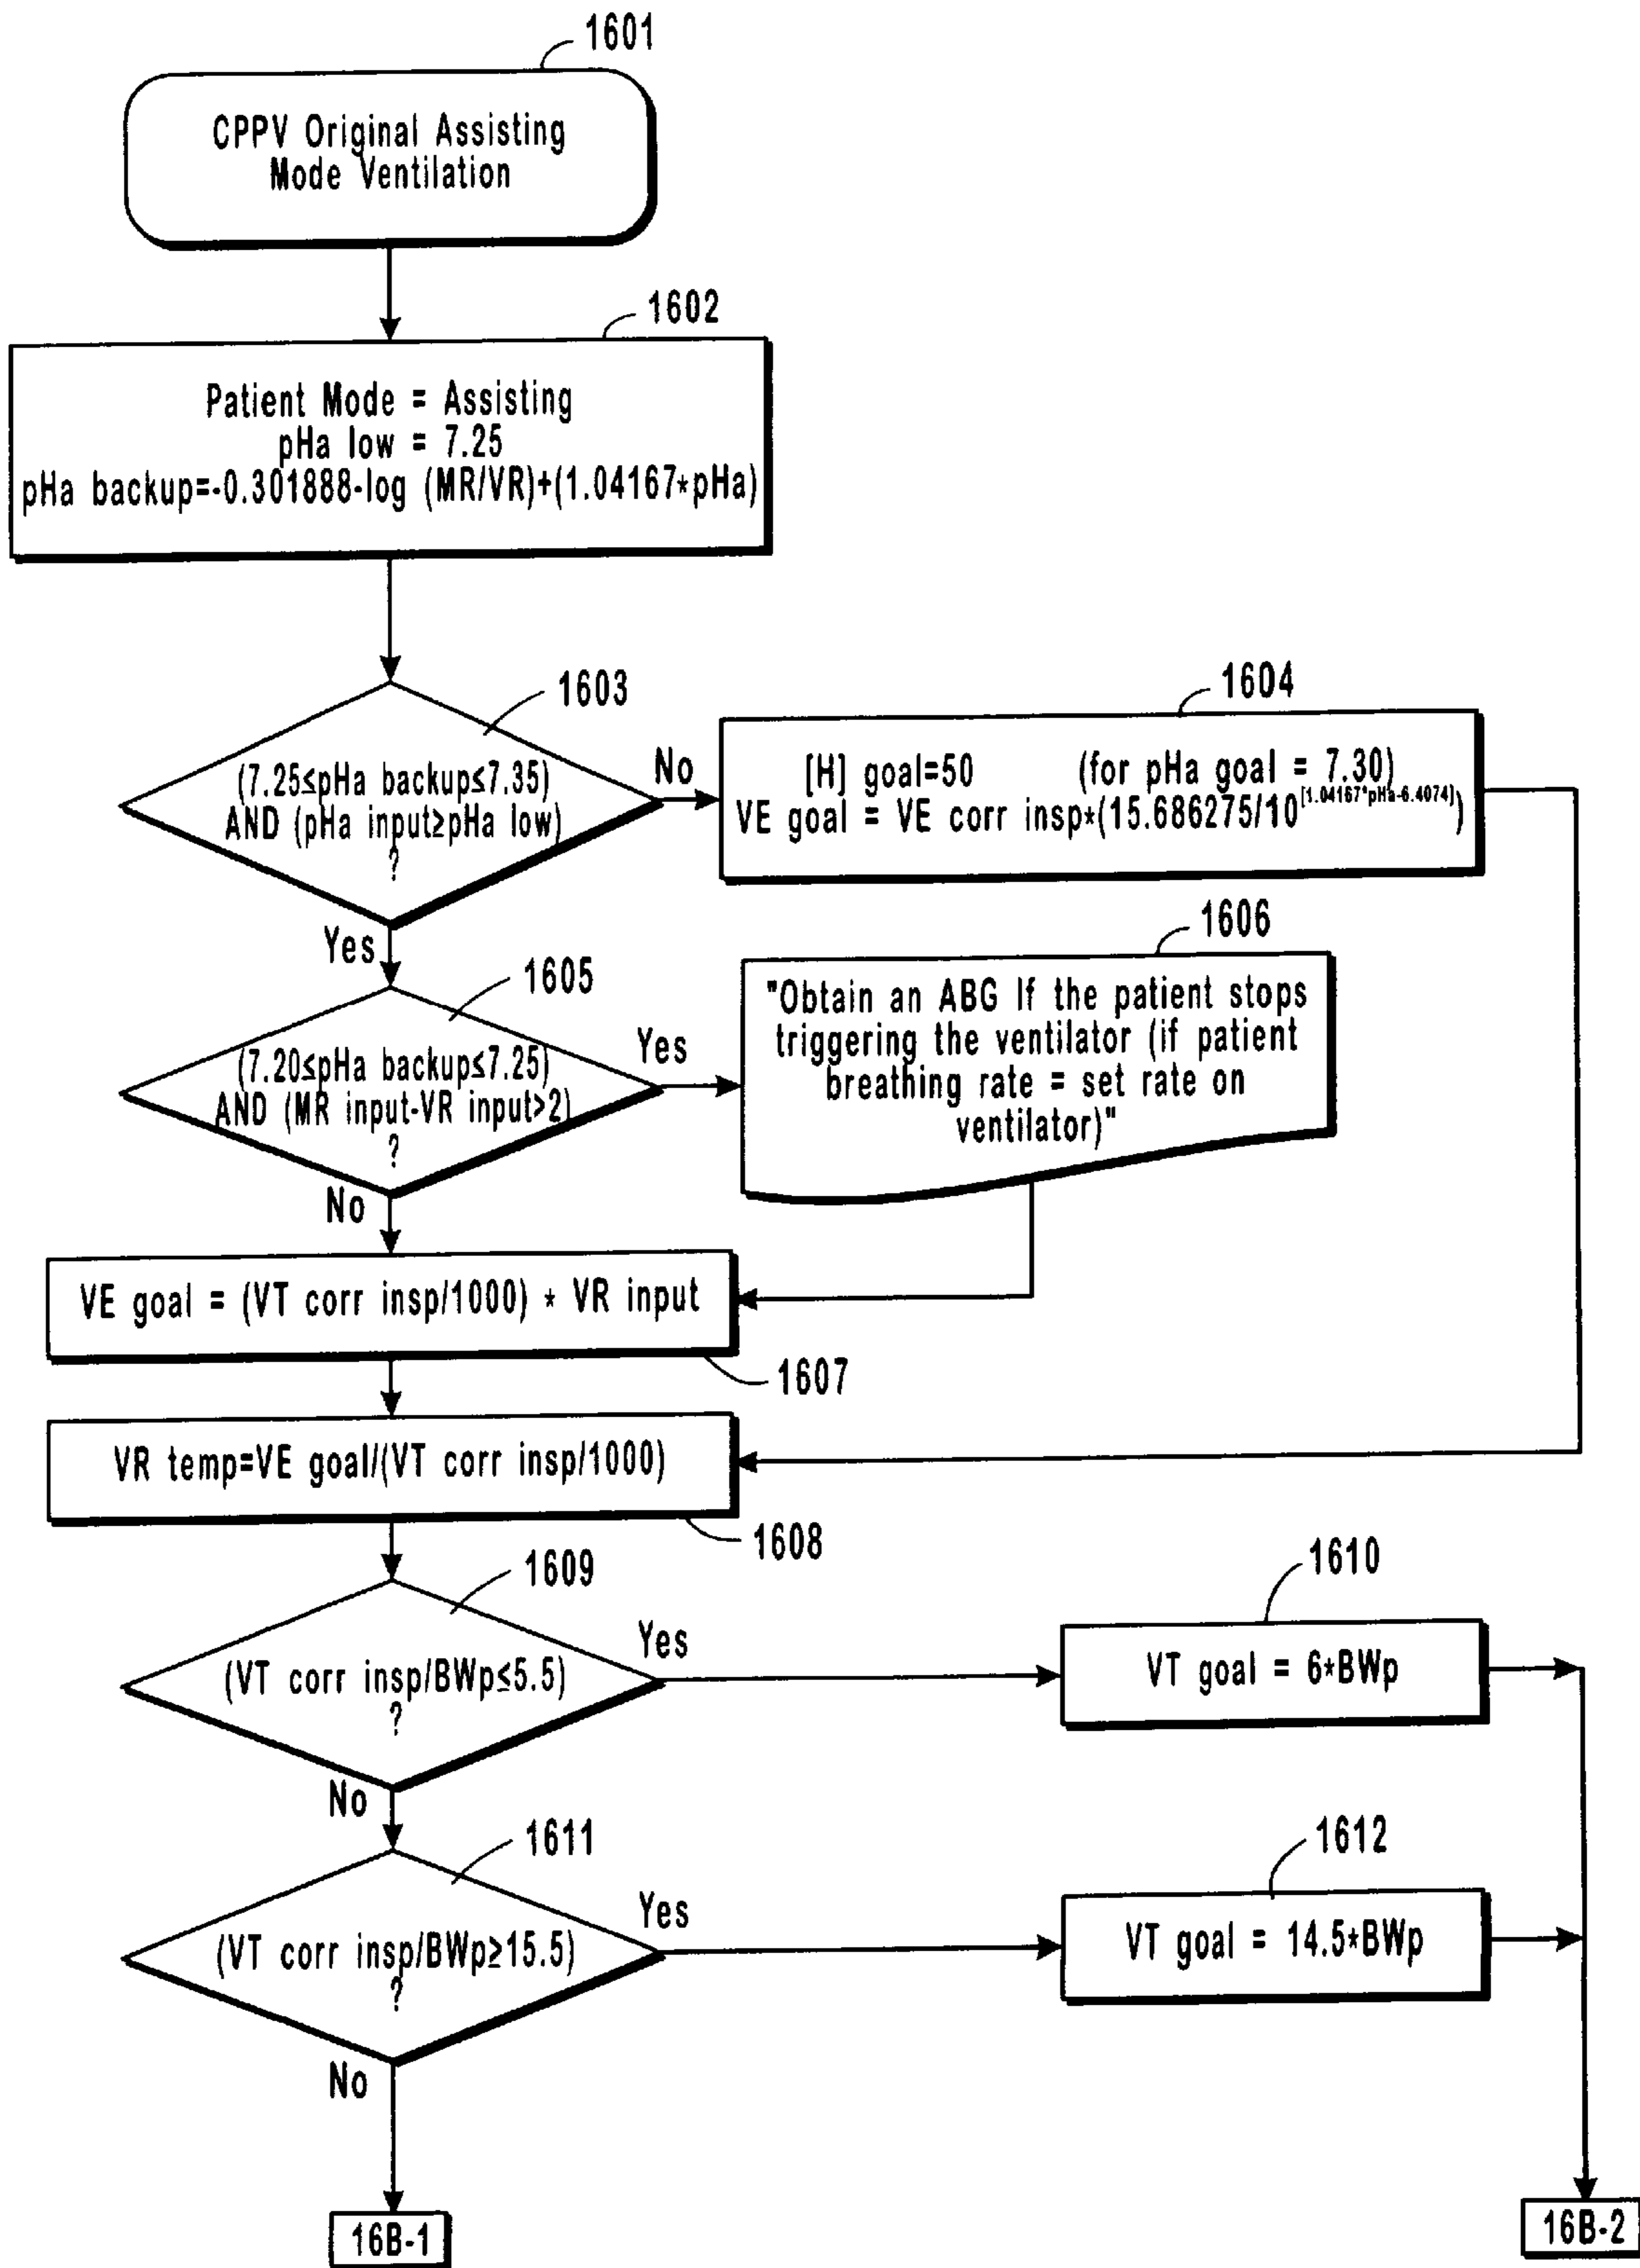 1601
CPPV Original Assisting
Mode Ventilation
1602
Patient Mode = Assisting
pHa low = 7.25
pHa backup=-0.301888-log (MR/VR)+(1.04167*pHa)
1603
(7.25≤pHa backup≤7.35)
AND (pHa input≥pHa low)
?
No
Yes
1604
[H] goal=50 (for pHa goal = 7.30)
VE goal = VE corr insp*(15.686275/10^[1.04167*pHa-6.4074])
1605
(7.20≤pHa backup≤7.25)
AND (MR input-VR input>2)
?
Yes
No
1606
"Obtain an ABG If the patient stops
triggering the ventilator (if patient
breathing rate = set rate on
ventilator)"
VE goal = (VT corr insp/1000) * VR input
1607
VR temp=VE goal/(VT corr insp/1000)
1608
1609
(VT corr insp/BWp≤5.5)
?
Yes
No
1610
VT goal = 6*BWp
1611
(VT corr insp/BWp≥15.5)
?
Yes
No
1612
VT goal = 14.5*BWp
16B-1
16B-2